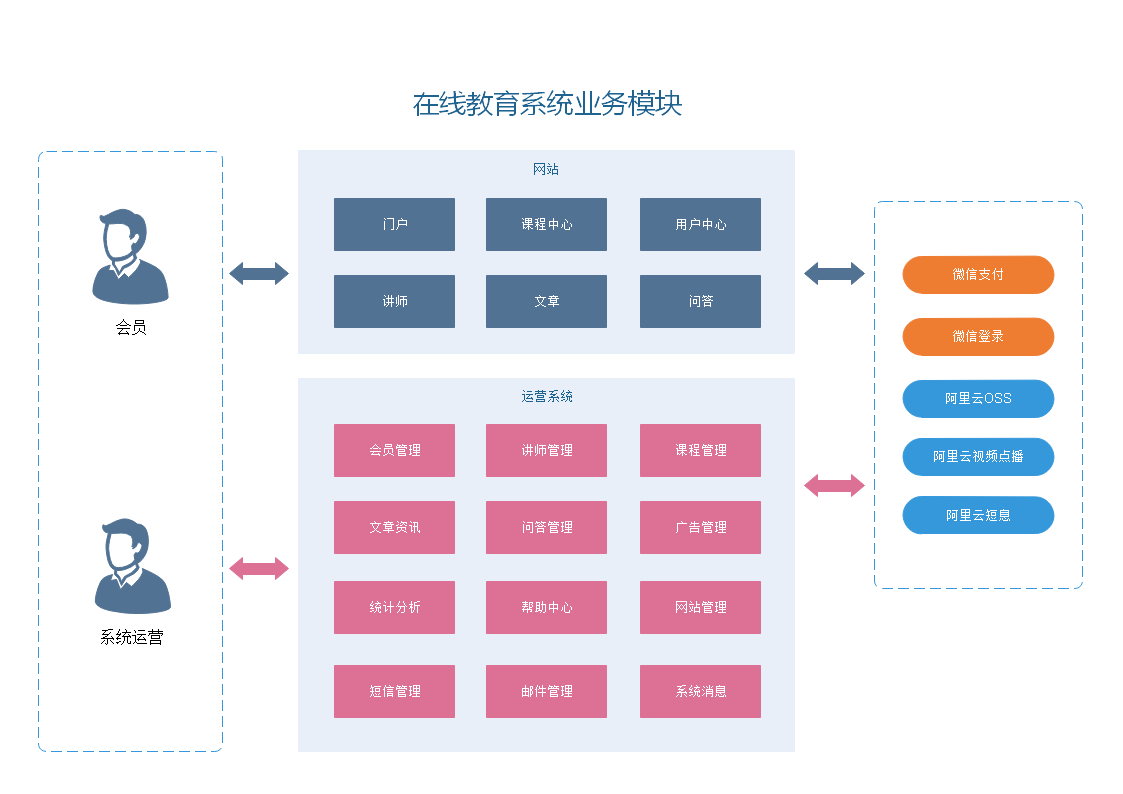 在线教育系统业务模块
会员
系统运营
网站
门户
课程中心
用户中心
讲师
文章
问答
运营系统
会员管理
讲师管理
课程管理
文章资讯
问答管理
广告管理
统计分析
帮助中心
网站管理
短信管理
邮件管理
系统消息
微信支付
微信登录
阿里云OSS
阿里云视频点播
阿里云短息